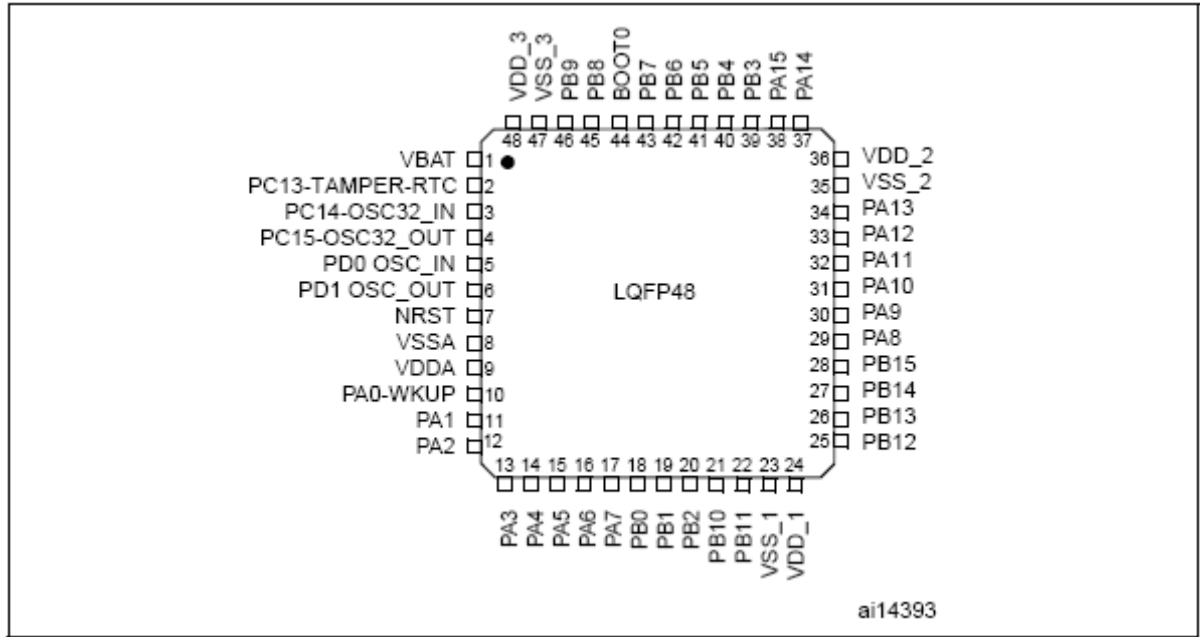 VDD_3
VSS_3
PB9
PB8
BOOT0
PB7
PB6
PB5
PB4
PB3
PA15
PA14
48 47 46 45 44 43 42 41 40 39 38 37
VBAT 1 36 VDD_2
PC13-TAMPER-RTC 2 35 VSS_2
PC14-OSC32_IN 3 34 PA13
PC15-OSC32_OUT 4 33 PA12
PD0 OSC_IN 5 32 PA11
PD1 OSC_OUT 6 LQFP48 31 PA10
NRST 7 30 PA9
VSSA 8 29 PA8
VDDA 9 28 PB15
PA0-WKUP 10 27 PB14
PA1 11 26 PB13
PA2 12 25 PB12
13 14 15 16 17 18 19 20 21 22 23 24
PA3
PA4
PA5
PA6
PA7
PB0
PB1
PB2
PB10
PB11
VSS_1
VDD_1
ai14393